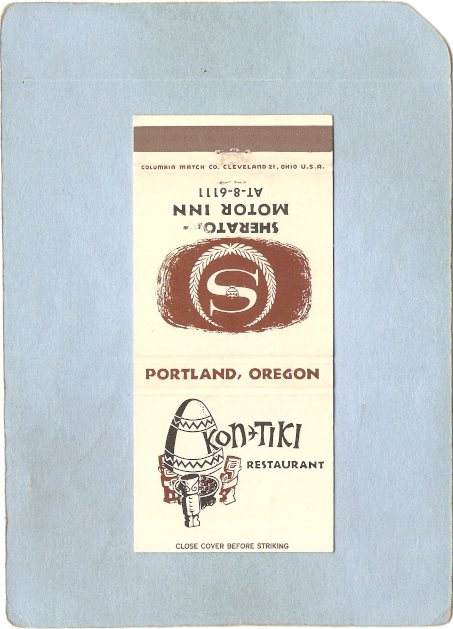 COLUMBIA MATCH CO. CLEVELAND 21, OHIO U.S.A.
AT-8-6111
MOTOR INN
S
PORTLAND, OREGON
KON-TIKI
RESTAURANT
CLOSE COVER BEFORE STRIKING